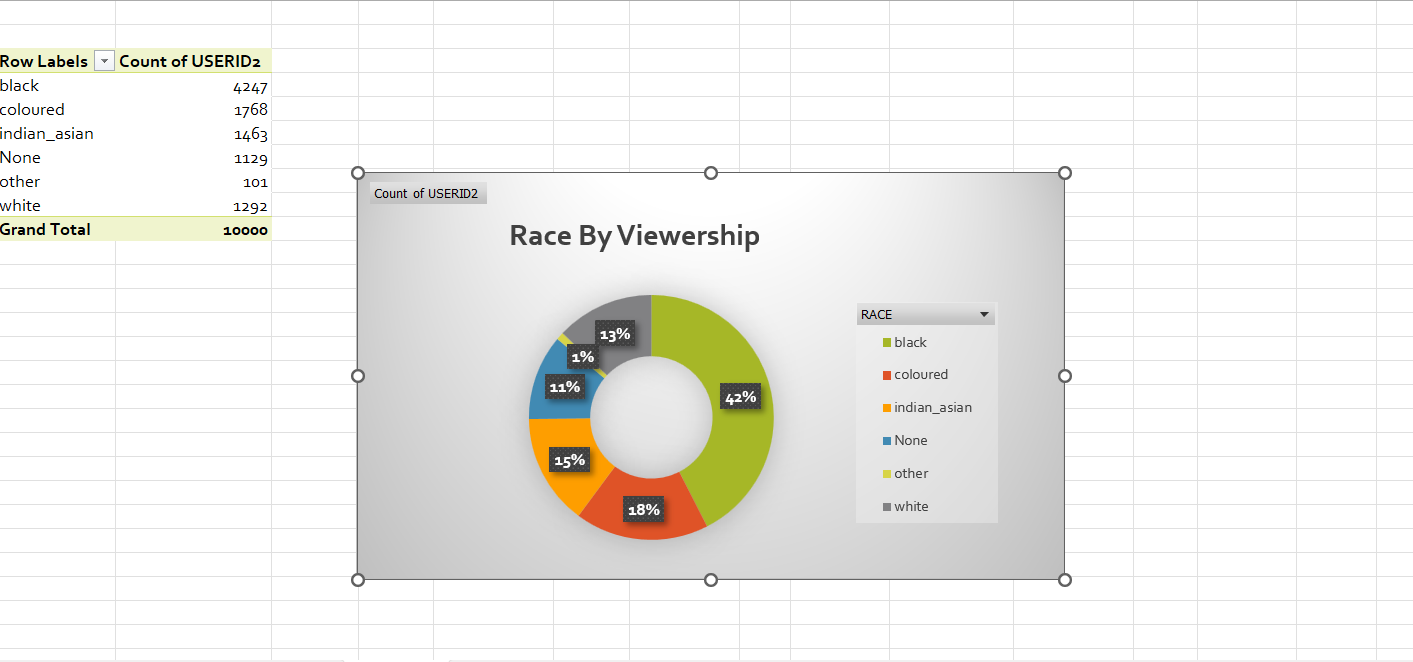 Row Labels Count of USERID2
black 4247
coloured 1768
indian_asian 1463
None 1129
other 101
white 1292
Grand Total 10000
Count of USERID2
Race By Viewership
13%
1%
11%
42%
15%
18%
RACE
black
coloured
indian_asian
None
other
white